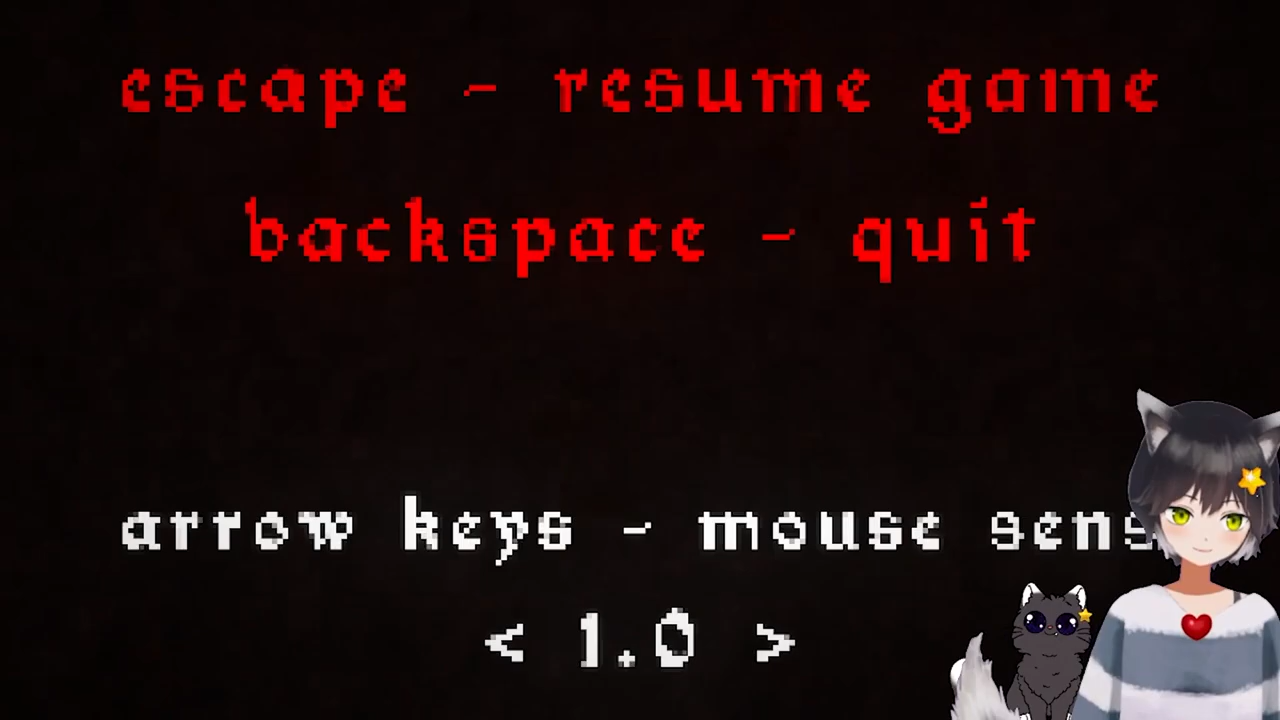 escape - resume game
backspace - quit
arrow keys - mouse sens
< 1.0 >